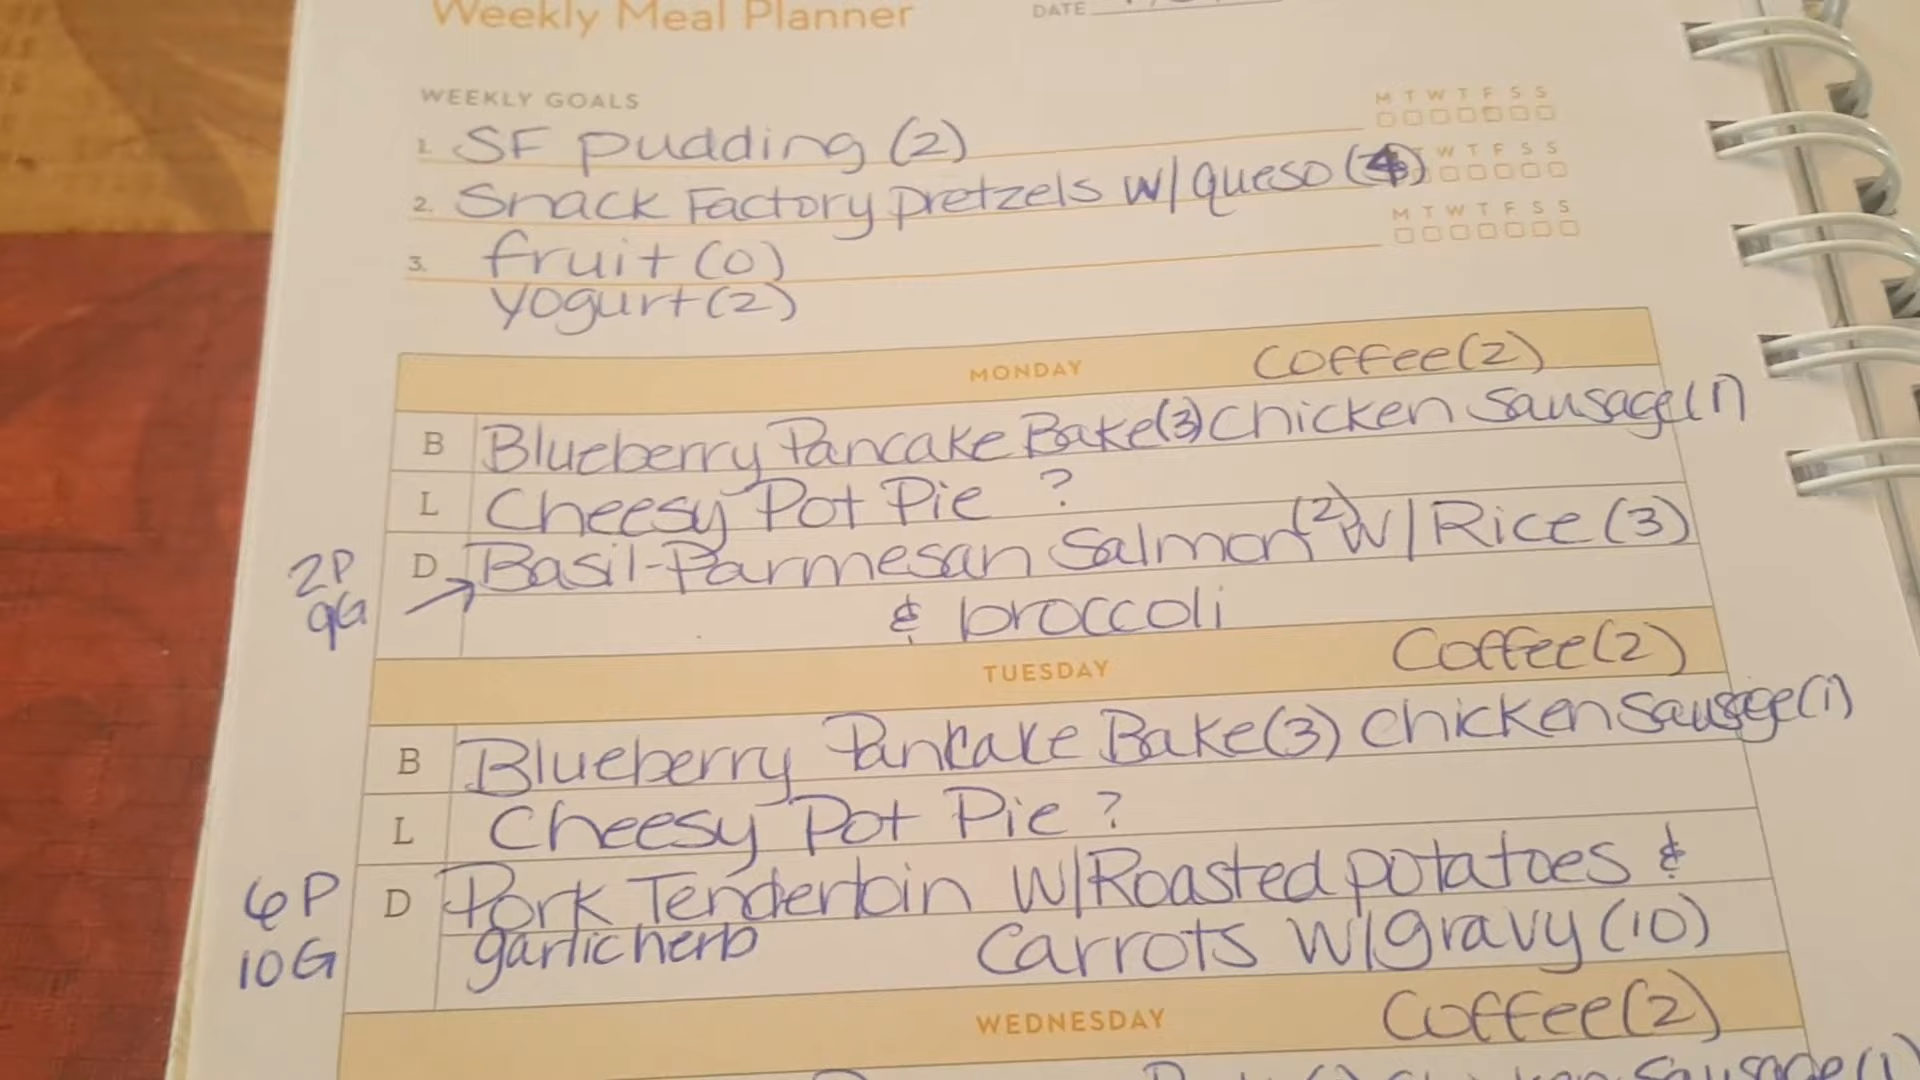 Weekly Meal Planner
DATE
WEEKLY GOALS
M T W T F S S
1. SF pudding (2)
W T F S S
2. Snack Factory pretzels w/ queso (4)
M T W T F S S
3. fruit (0)
yogurt (2)
MONDAY Coffee (2)
B Blueberry Pancake Bake (3) Chicken Sausage (1)
L Cheesy Pot Pie ?
2P D Basil-Parmesan Salmon (2) W/ Rice (3)
9G & broccoli
TUESDAY Coffee (2)
B Blueberry Pancake Bake (3) Chicken Sausage (1)
L Cheesy Pot Pie ?
6P D Pork Tenderloin W/ Roasted potatoes &
10G garlic herb Carrots w/ gravy (10)
WEDNESDAY Coffee (2)
Sausage (1)